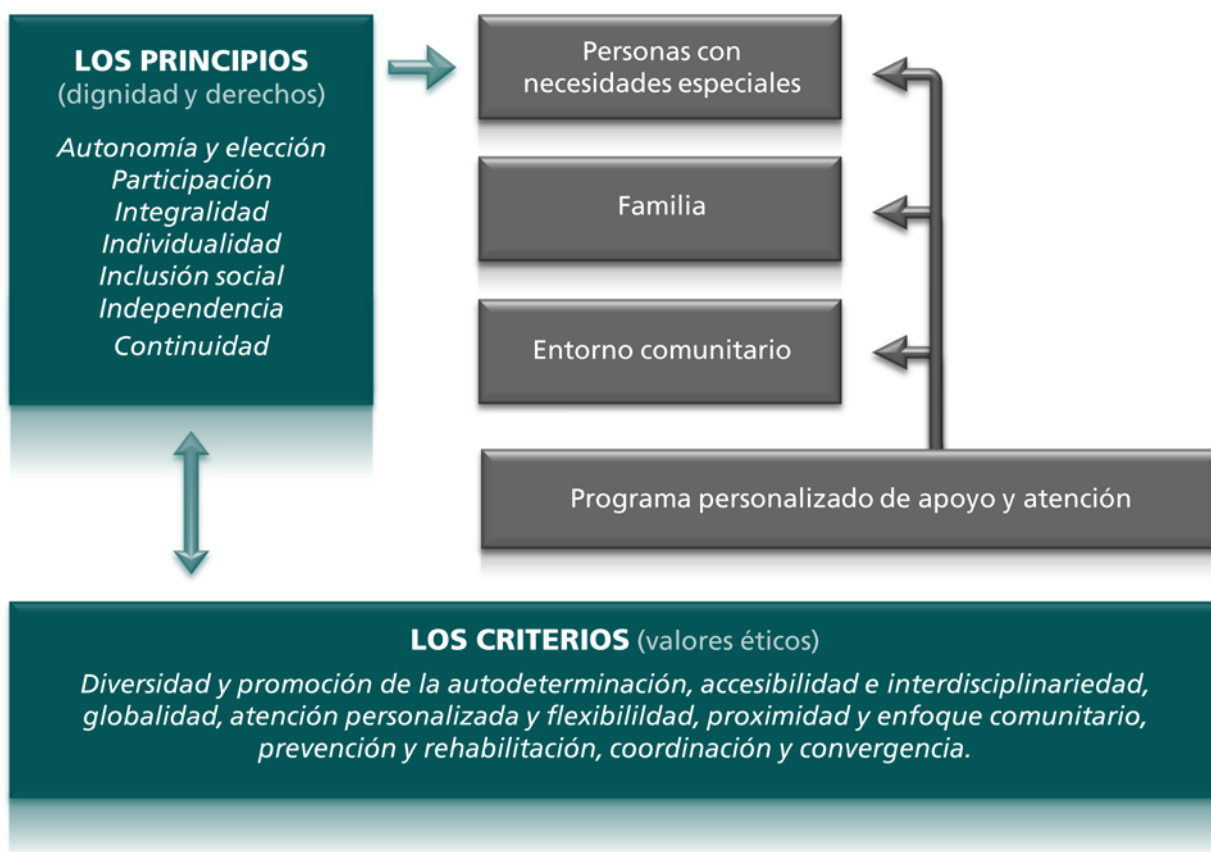 LOS PRINCIPIOS
(dignidad y derechos)
Autonomía y elección
Participación
Integralidad
Individualidad
Inclusión social
Independencia
Continuidad
Personas con
necesidades especiales
Familia
Entorno comunitario
Programa personalizado de apoyo y atención
LOS CRITERIOS (valores éticos)
Diversidad y promoción de la autodeterminación, accesibilidad e interdisciplinariedad,
globalidad, atención personalizada y flexibilildad, proximidad y enfoque comunitario,
prevención y rehabilitación, coordinación y convergencia.